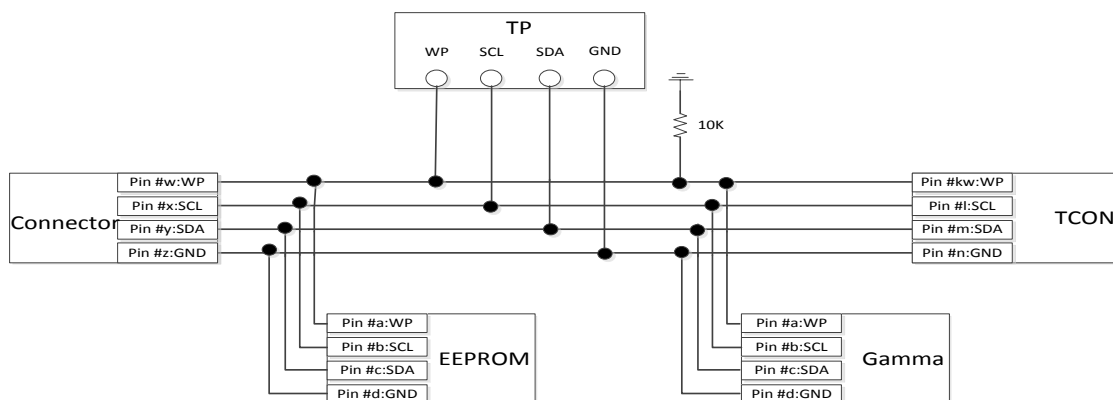 TP
WP SCL SDA GND
10K
Connector
Pin #w:WP
Pin #x:SCL
Pin #y:SDA
Pin #z:GND
Pin #kw:WP
Pin #l:SCL
Pin #m:SDA
Pin #n:GND
TCON
Pin #a:WP
Pin #b:SCL
Pin #c:SDA
Pin #d:GND
EEPROM
Pin #a:WP
Pin #b:SCL
Pin #c:SDA
Pin #d:GND
Gamma